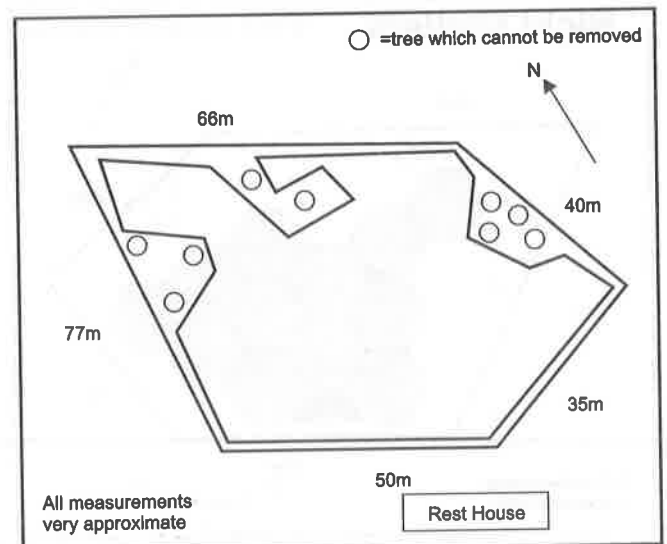 =tree which cannot be removed
N
66m
40m
77m
35m
50m
All measurements
very approximate
Rest House